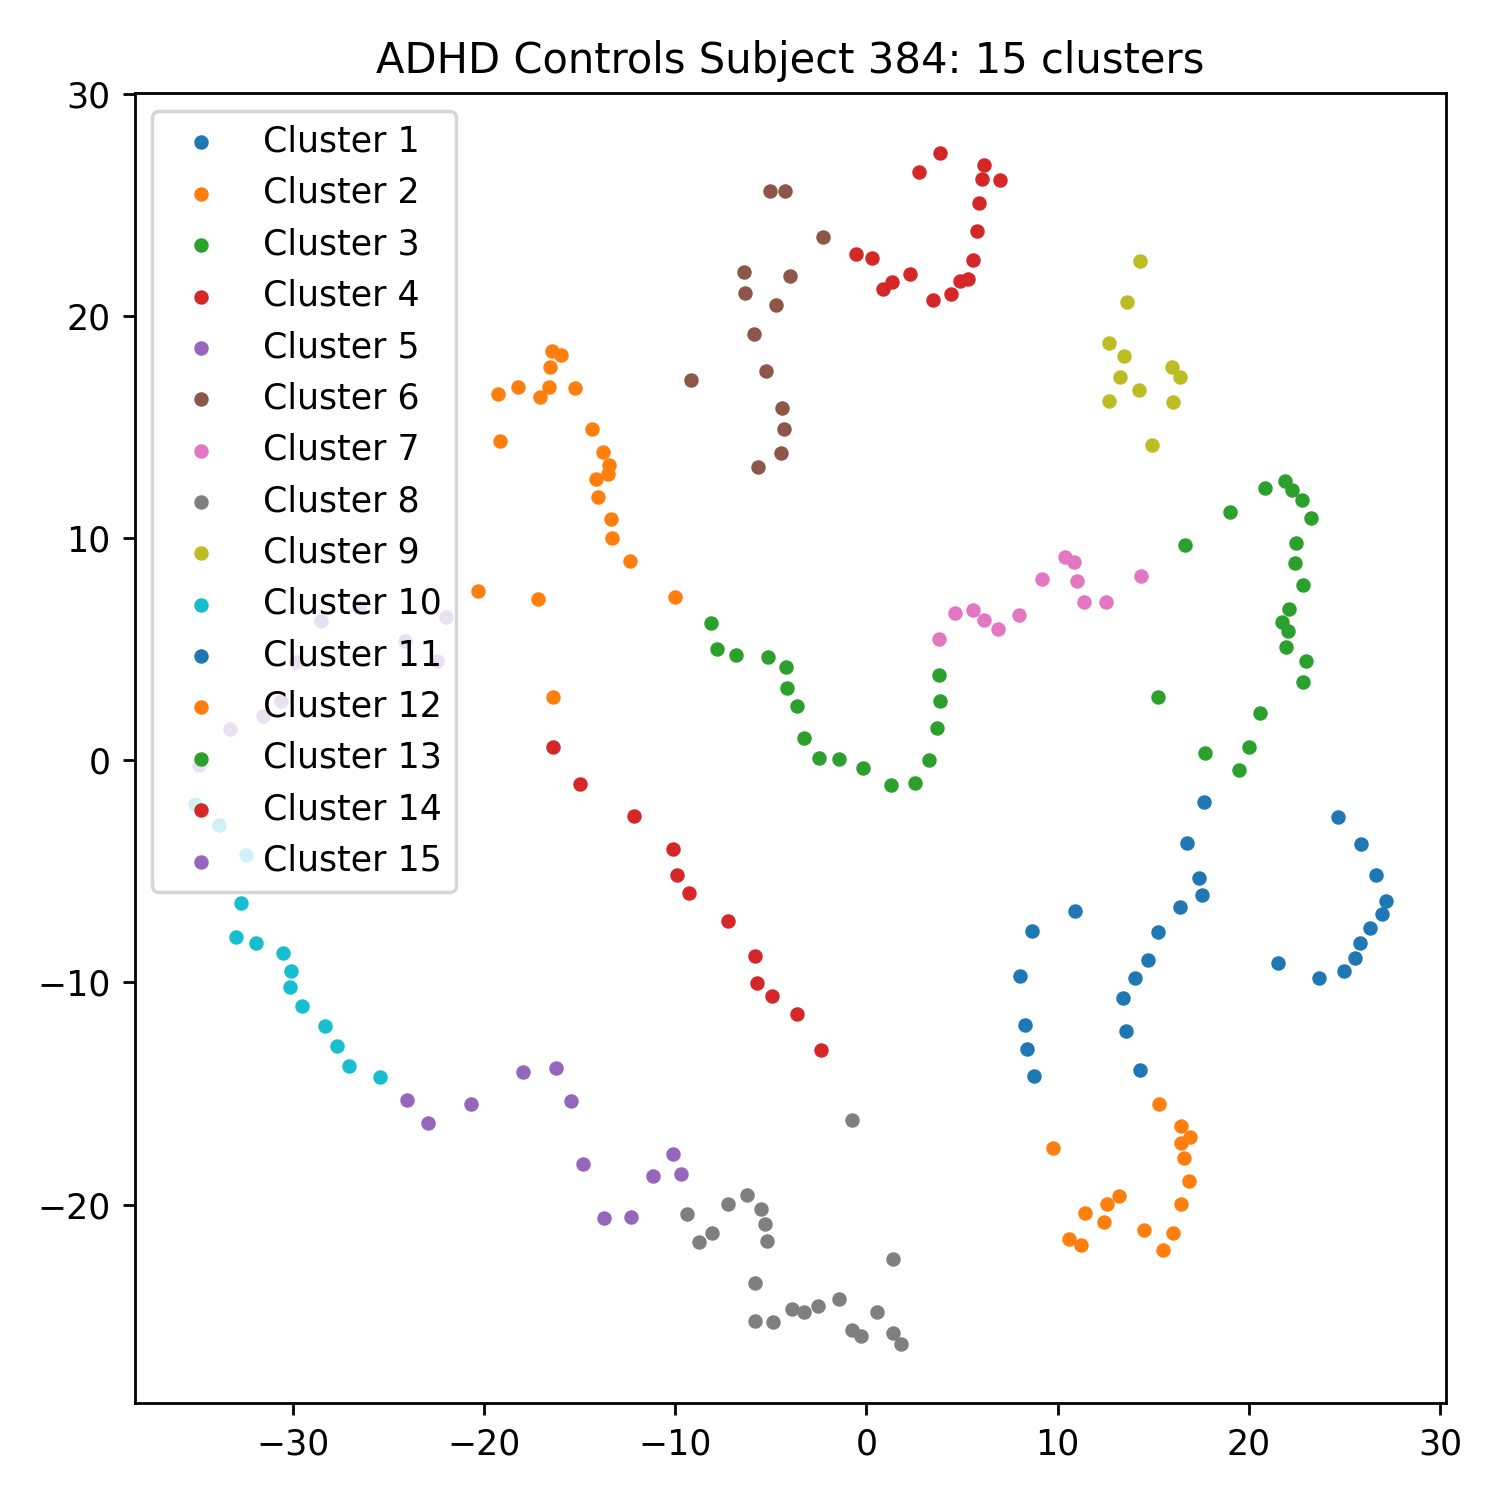 ADHD Controls Subject 384: 15 clusters
30
20
10
0
−10
−20
Cluster 1
Cluster 2
Cluster 3
Cluster 4
Cluster 5
Cluster 6
Cluster 7
Cluster 8
Cluster 9
Cluster 10
Cluster 11
Cluster 12
Cluster 13
Cluster 14
Cluster 15
−30 −20 −10 0 10 20 30